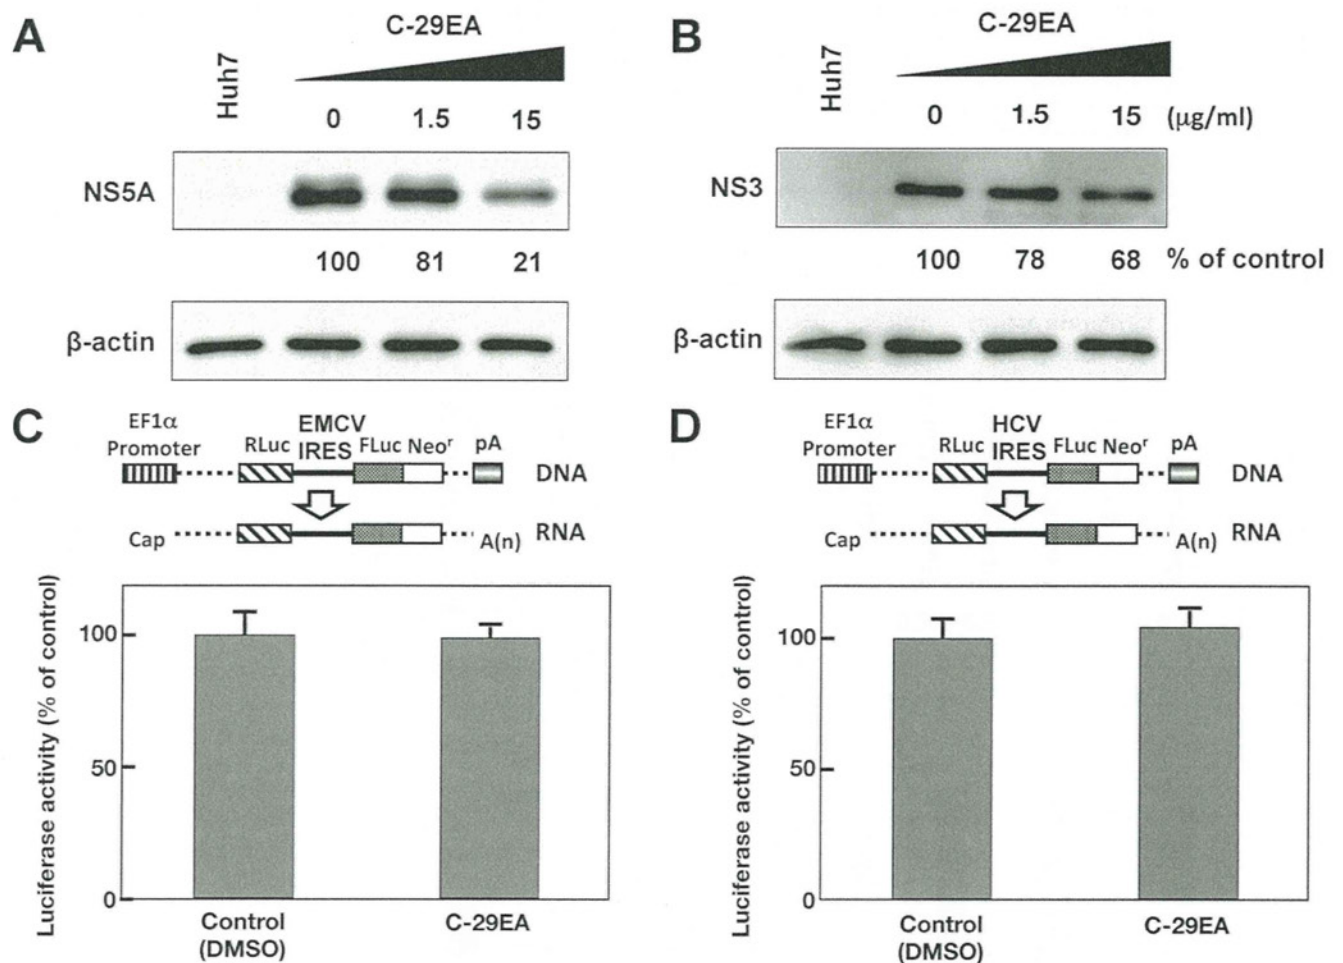 A
C-29EA
Huh7
0 1.5 15
NS5A
100 81 21
β-actin
B
C-29EA
Huh7
0 1.5 15 (μg/ml)
NS3
100 78 68 % of control
β-actin
C
EF1α
Promoter
RLuc
EMCV
IRES
FLuc Neoʳ pA
DNA
Cap
A(n) RNA
Luciferase activity (% of control)
100
50
0
Control
(DMSO)
C-29EA
D
EF1α
Promoter
RLuc
HCV
IRES
FLuc Neoʳ pA
DNA
Cap
A(n) RNA
Luciferase activity (% of control)
100
50
0
Control
(DMSO)
C-29EA